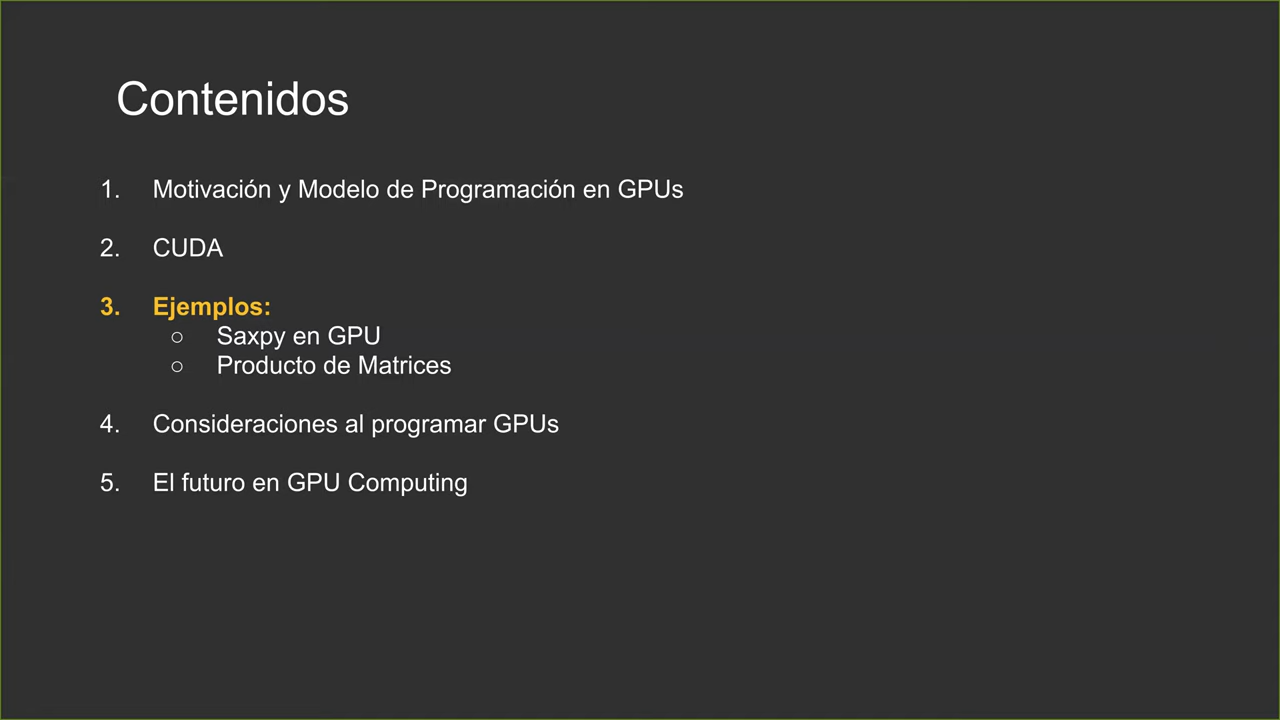 Contenidos
1. Motivación y Modelo de Programación en GPUs
2. CUDA
3. Ejemplos:
○ Saxpy en GPU
○ Producto de Matrices
4. Consideraciones al programar GPUs
5. El futuro en GPU Computing